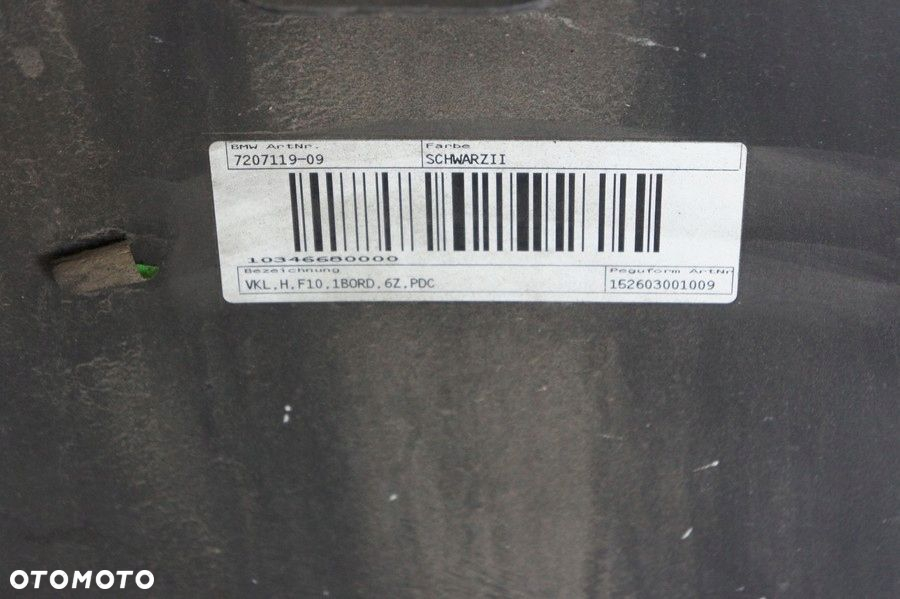 BMW ArtNr. Farbe
7207119-09 SCHWARZII
10346680000
Bezeichnung Peguform ArtNr
VKL.H.F10.1BORD.6Z.PDC 152603001009
OTOMOTO